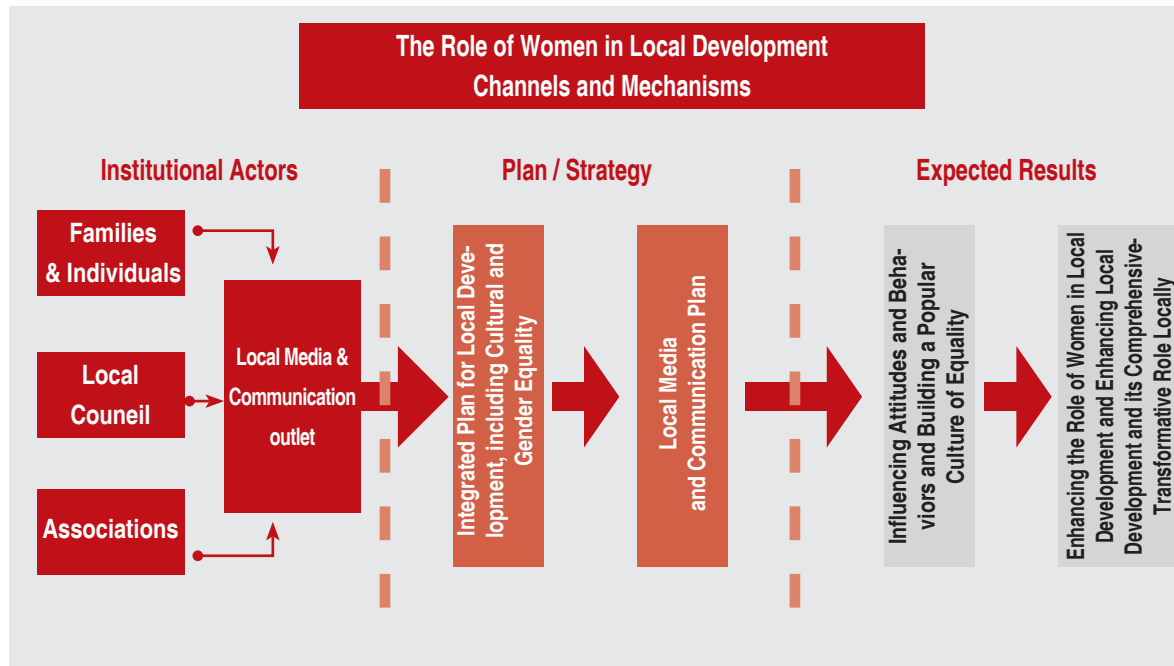 The Role of Women in Local Development
Channels and Mechanisms
Institutional Actors
Plan / Strategy
Expected Results
Families
& Individuals
Local
Couneil
Associations
Local Media &
Communication
outlet
Integrated Plan for Local Deve-
lopment, including Cultural and
Gender Equality
Local Media
and Communication Plan
Influencing Attitudes and Beha-
viors and Building a Popular
Culture of Equality
Enhancing the Role of Women in Local
Development and Enhancing Local
Development and its Comprehensive-
Transformative Role Locally